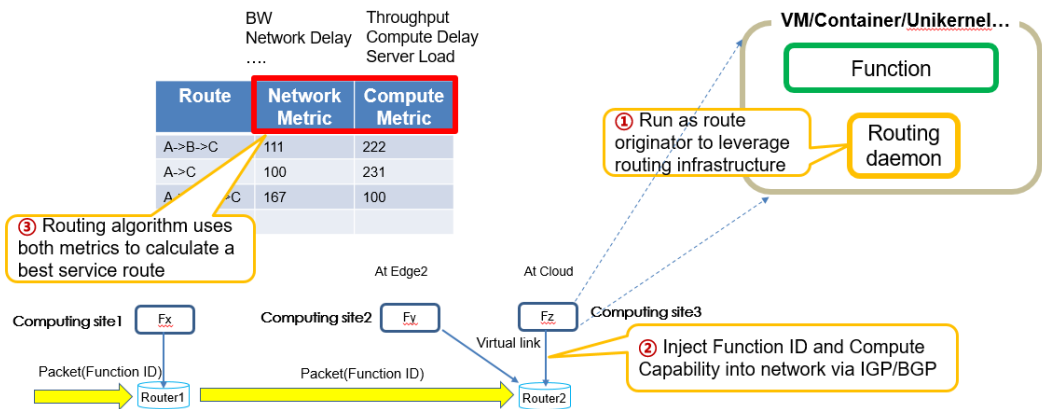 BW
Network Delay
....
Throughput
Compute Delay
Server Load
VM/Container/Unikernel...
Function
Routing
daemon
① Run as route
originator to leverage
routing infrastructure
Route Network Metric Compute Metric
A->B->C 111 222
A->C 100 231
->C 167 100
③ Routing algorithm uses
both metrics to calculate a
best service route
At Edge2
At Cloud
Computing site1
Fx
Computing site2
Fy
Fz
Computing site3
Virtual link
② Inject Function ID and Compute
Capability into network via IGP/BGP
Packet(Function ID)
Router1
Packet(Function ID)
Router2